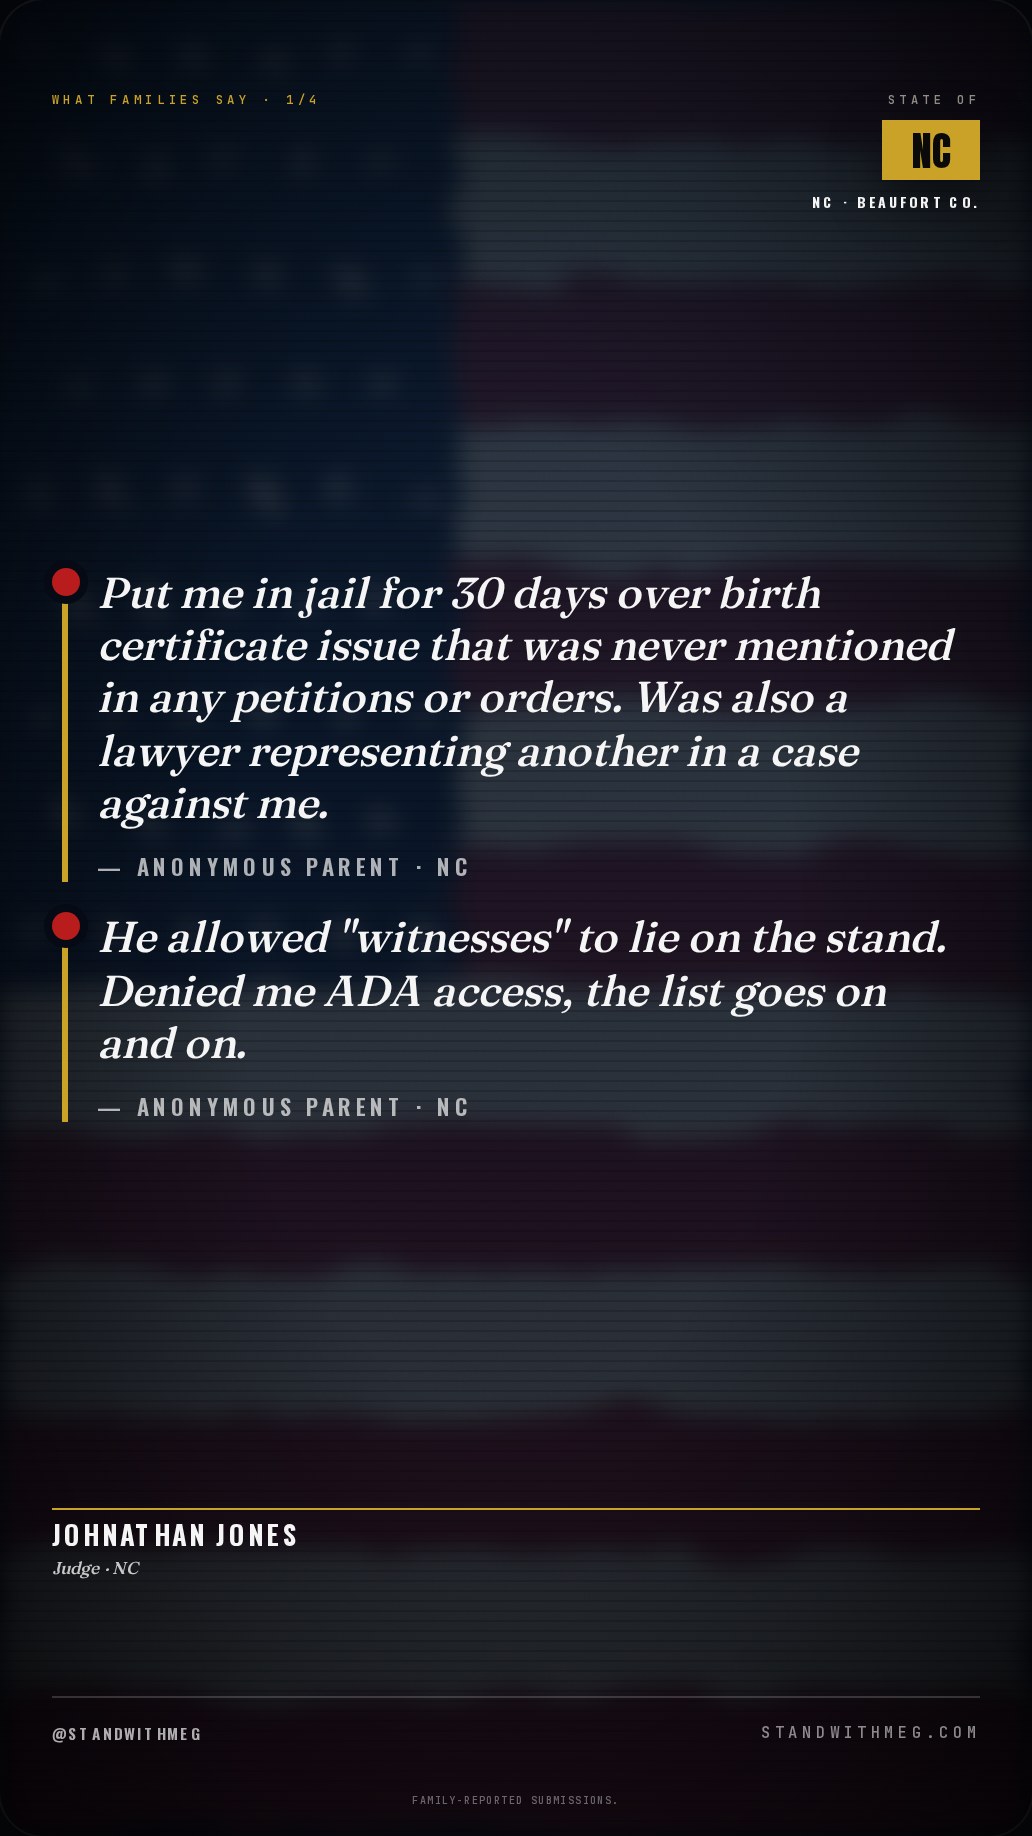 WHAT FAMILIES SAY · 1/4
STATE OF
NC
NC · BEAUFORT CO.
Put me in jail for 30 days over birth
certificate issue that was never mentioned
in any petitions or orders. Was also a
lawyer representing another in a case
against me.
— ANONYMOUS PARENT · NC
He allowed "witnesses" to lie on the stand.
Denied me ADA access, the list goes on
and on.
— ANONYMOUS PARENT · NC
JOHNATHAN JONES
Judge · NC
@STANDWITHMEG
STANDWITHMEG.COM
FAMILY-REPORTED SUBMISSIONS.